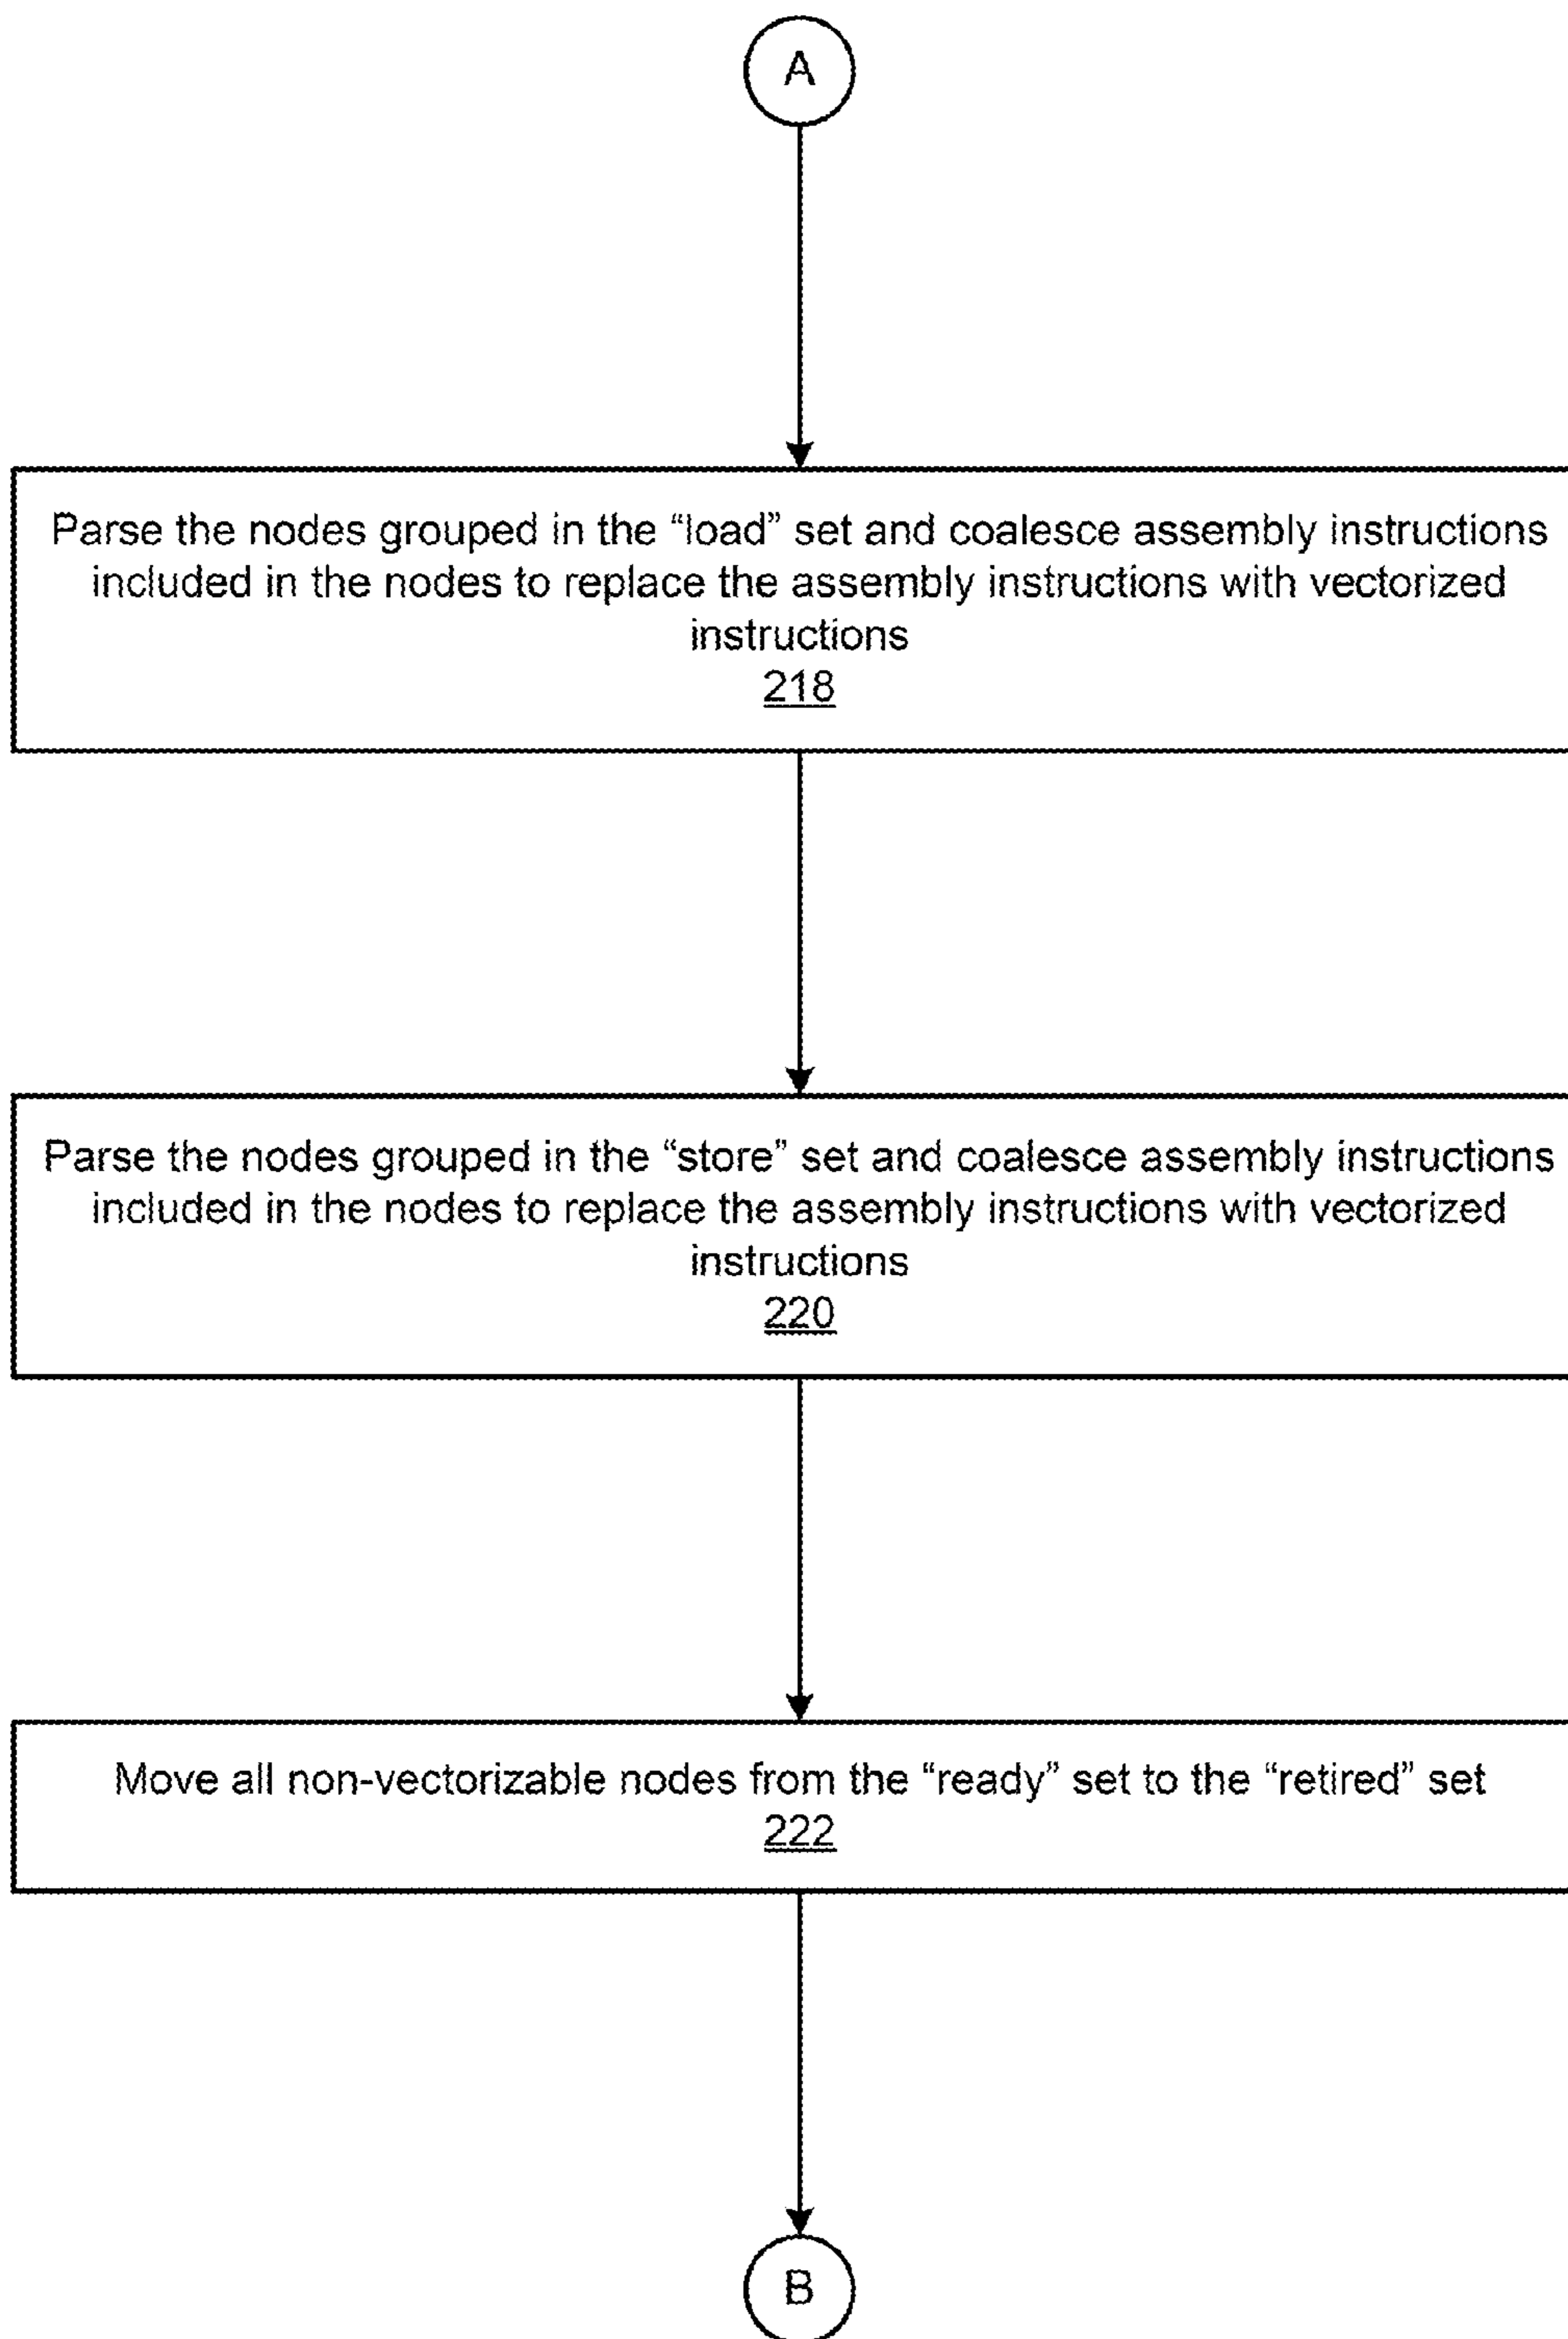 A
Parse the nodes grouped in the “load” set and coalesce assembly instructions
included in the nodes to replace the assembly instructions with vectorized
instructions
218
Parse the nodes grouped in the “store” set and coalesce assembly instructions
included in the nodes to replace the assembly instructions with vectorized
instructions
220
Move all non-vectorizable nodes from the “ready” set to the “retired” set
222
B